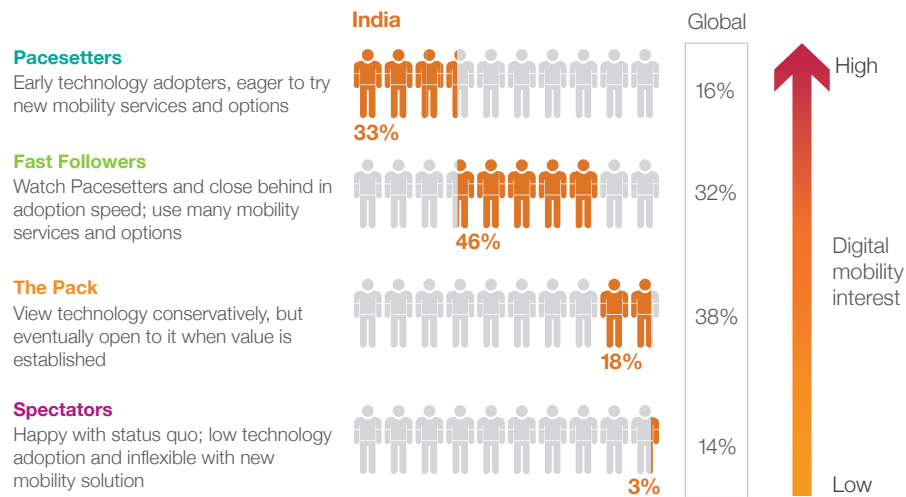 India
Global
Pacesetters
Early technology adopters, eager to try
new mobility services and options
33%
16%
High
Fast Followers
Watch Pacesetters and close behind in
adoption speed; use many mobility
services and options
46%
32%
Digital
mobility
interest
The Pack
View technology conservatively, but
eventually open to it when value is
established
18%
38%
Spectators
Happy with status quo; low technology
adoption and inflexible with new
mobility solution
3%
14%
Low